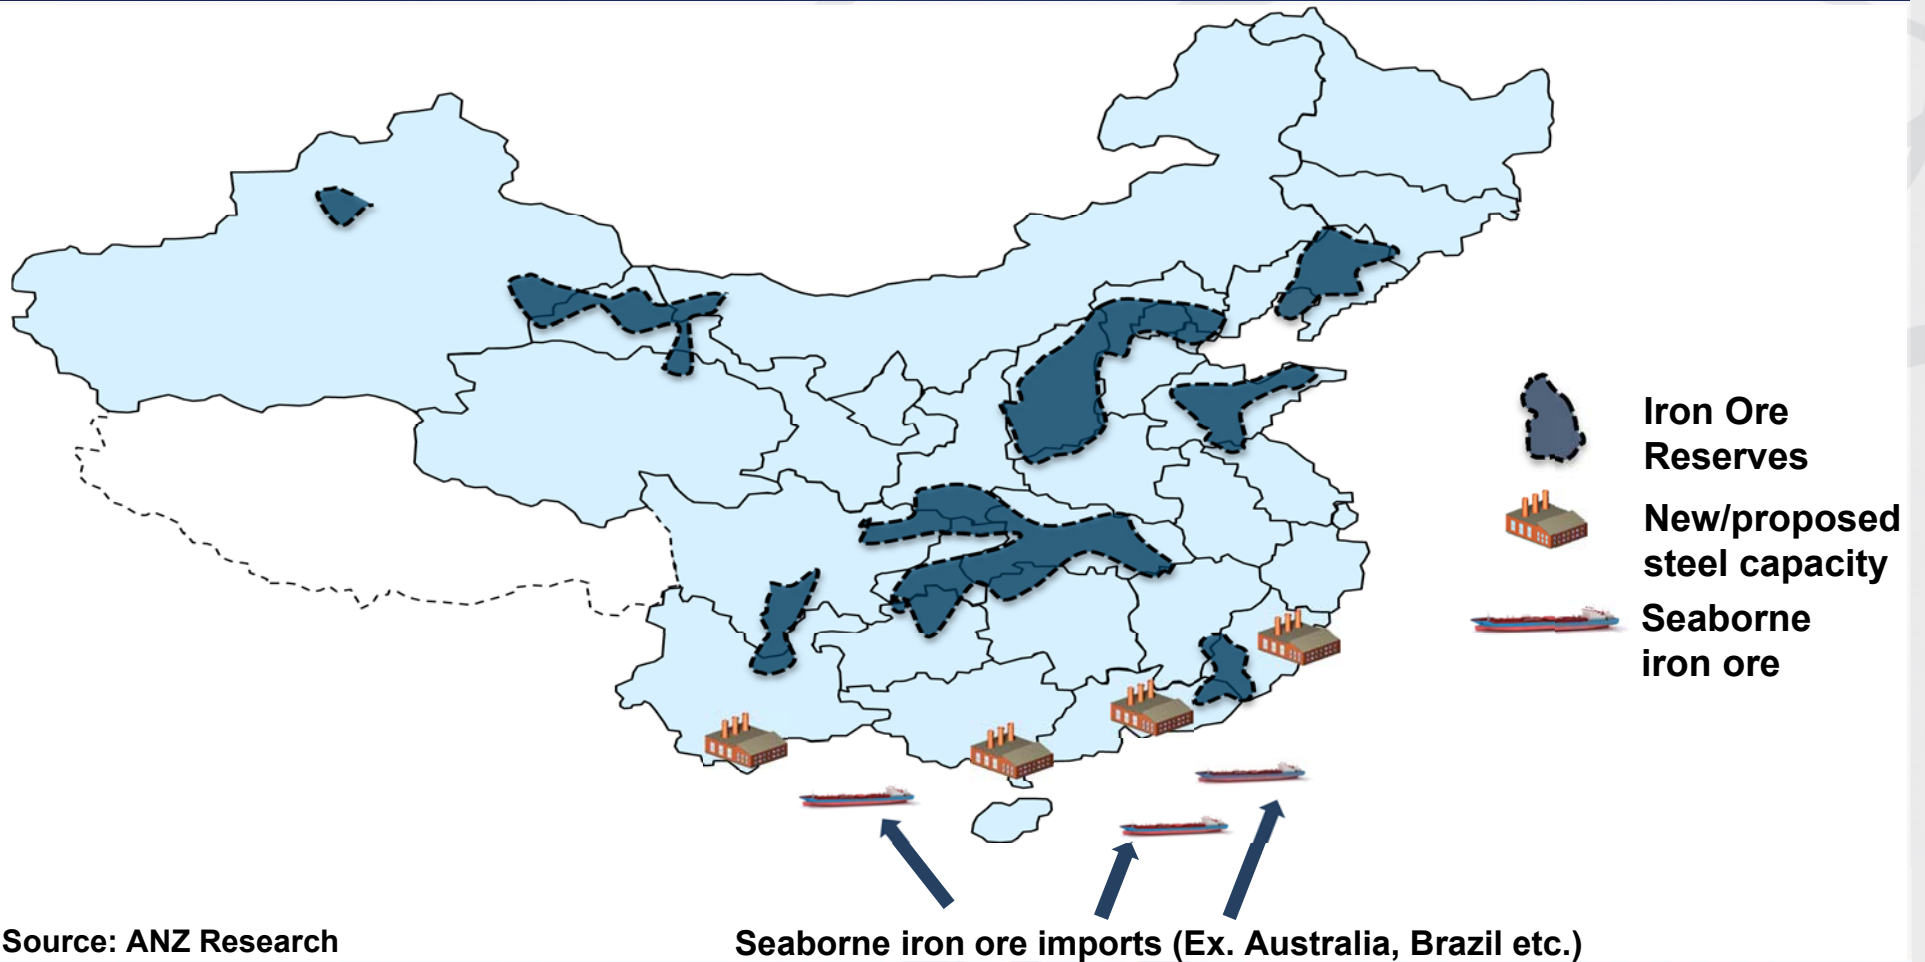 Iron Ore
Reserves
New/proposed
steel capacity
Seaborne
iron ore
Source: ANZ Research
Seaborne iron ore imports (Ex. Australia, Brazil etc.)